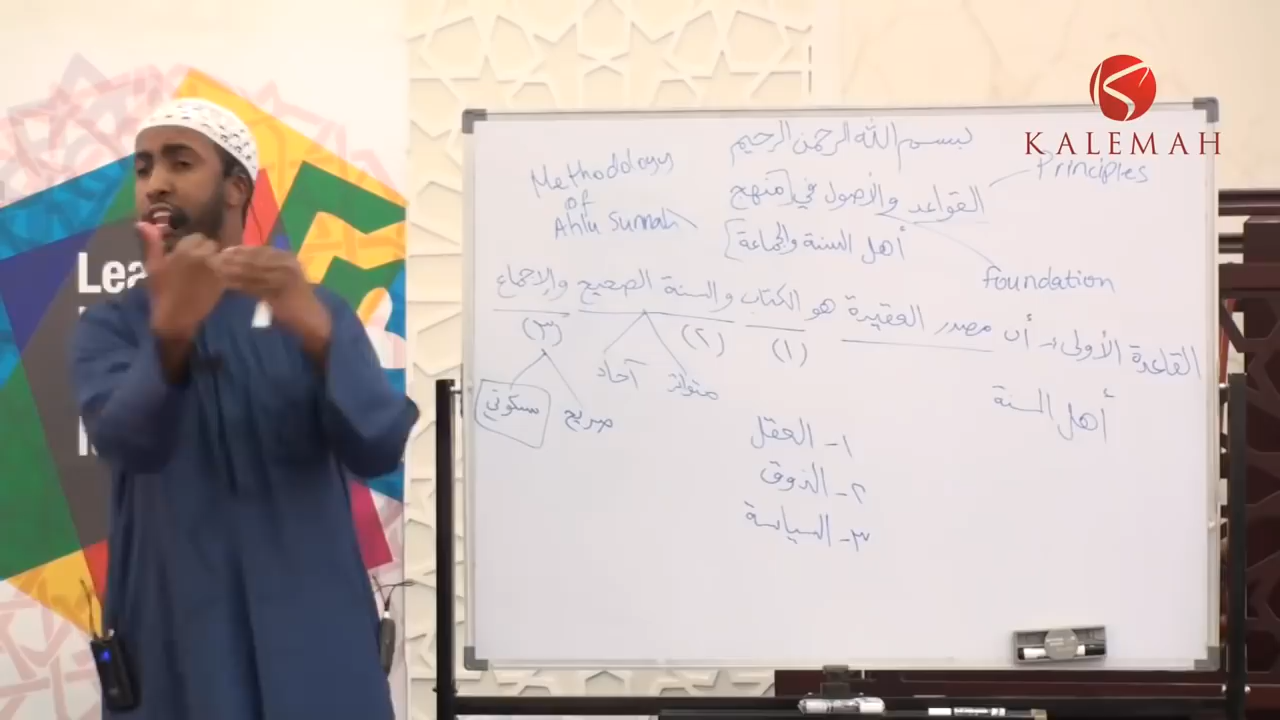 KALEMAH
بسم الله الرحمن الرحيم
Methodology
of
Ahlu Sunnah
Principles
القواعد والأصول في [منهج
أهل السنة والجماعة]
foundation
القاعدة الأولى :- أن مصدر العقيدة هو الكتاب والسنة الصحيح والإجماع
(١) (٢) (٣)
أهل السنة
متواتر آحاد
صريح سكوتي
١- العقل
٢- الذوق
٣- السياسة
Lea